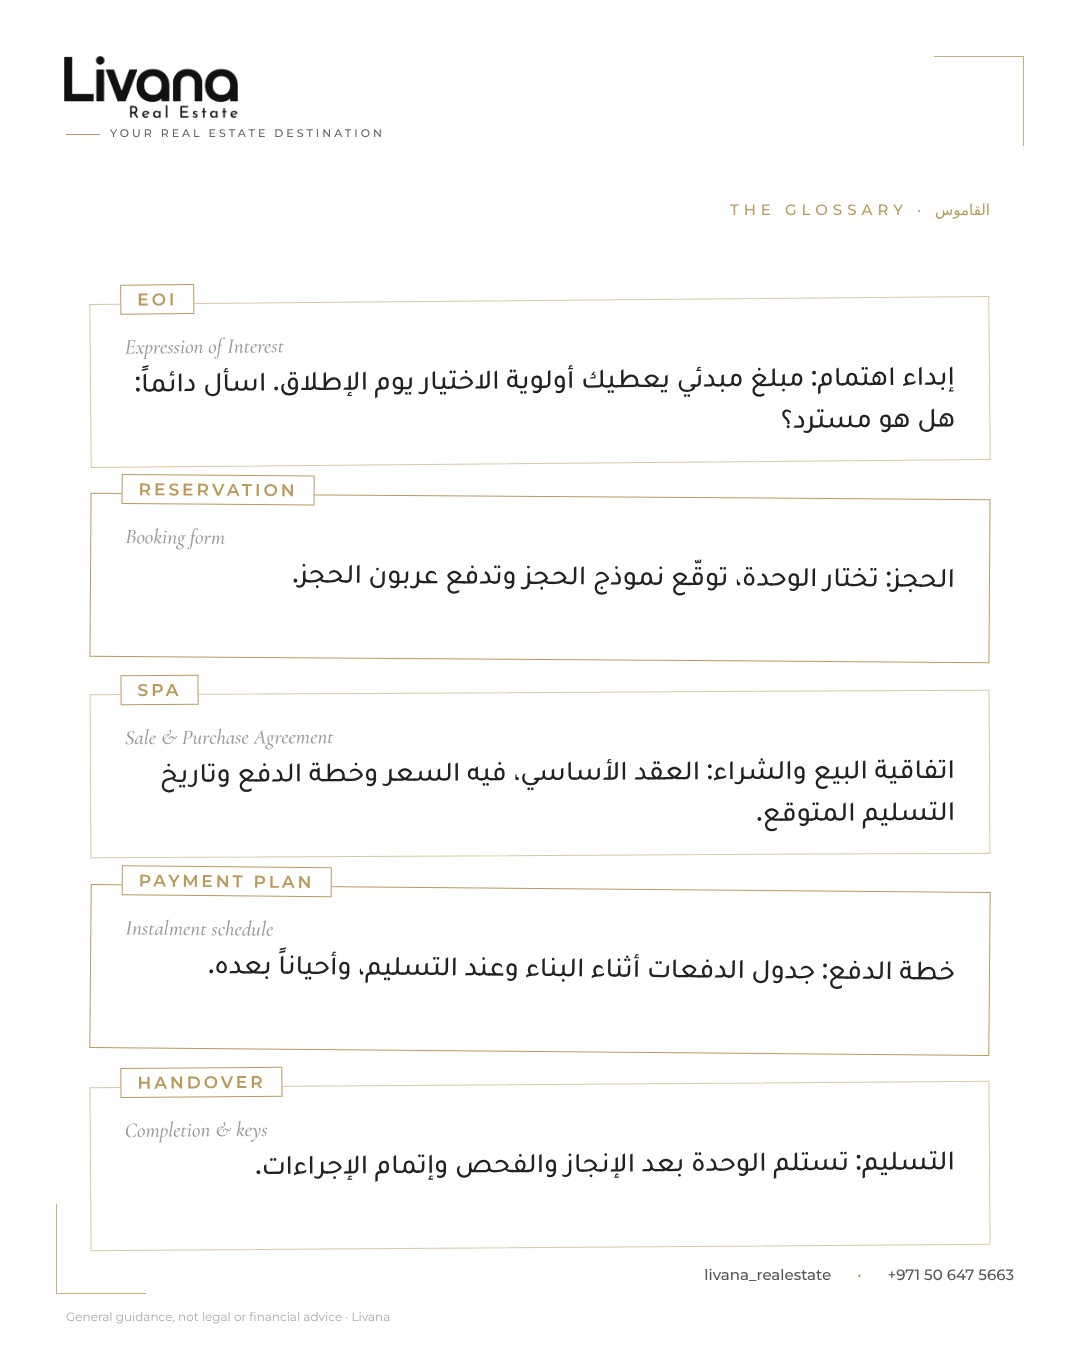 Livana
Real Estate
YOUR REAL ESTATE DESTINATION
THE GLOSSARY · القاموس
EOI
Expression of Interest
إبداء اهتمام: مبلغ مبدئي يعطيك أولوية الاختيار يوم الإطلاق. اسأل دائماً:
هل هو مسترد؟
RESERVATION
Booking form
الحجز: تختار الوحدة، توقّع نموذج الحجز وتدفع عربون الحجز.
SPA
Sale & Purchase Agreement
اتفاقية البيع والشراء: العقد الأساسي، فيه السعر وخطة الدفع وتاريخ
التسليم المتوقع.
PAYMENT PLAN
Instalment schedule
خطة الدفع: جدول الدفعات أثناء البناء وعند التسليم، وأحياناً بعده.
HANDOVER
Completion & keys
التسليم: تستلم الوحدة بعد الإنجاز والفحص وإتمام الإجراءات.
livana_realestate · +971 50 647 5663
General guidance, not legal or financial advice · Livana